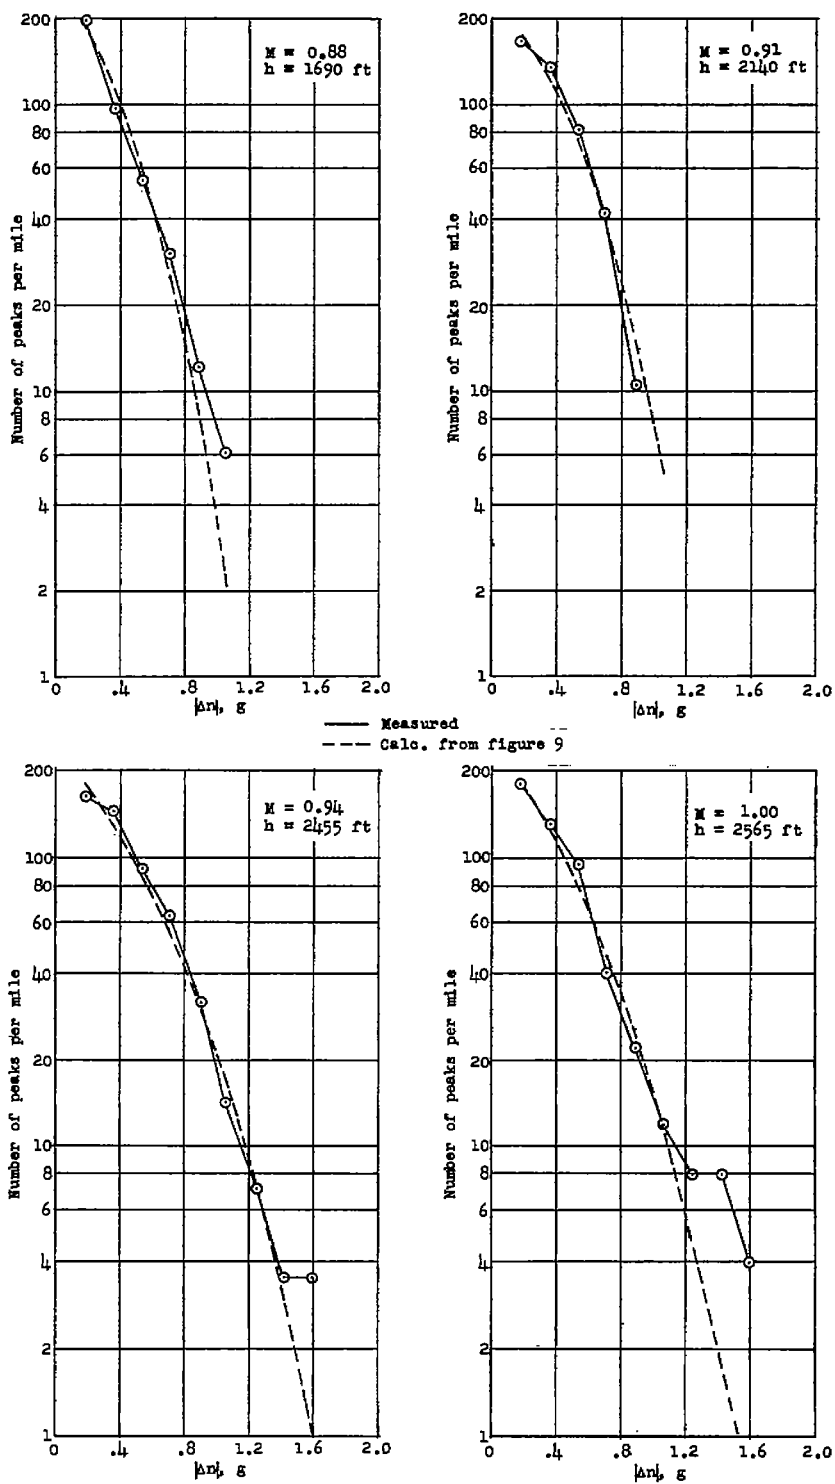 200
100
80
60
40
20
10
8
6
4
2
1
0 .4 .8 1.2 1.6 2.0
Number of peaks per mile
|Δn|, g
M = 0.88
h = 1690 ft
200
100
80
60
40
20
10
8
6
4
2
1
0 .4 .8 1.2 1.6 2.0
Number of peaks per mile
|Δn|, g
M = 0.91
h = 2140 ft
Measured
Calc. from figure 9
200
100
80
60
40
20
10
8
6
4
2
1
0 .4 .8 1.2 1.6 2.0
Number of peaks per mile
|Δn|, g
M = 0.94
h = 2455 ft
200
100
80
60
40
20
10
8
6
4
2
1
0 .4 .8 1.2 1.6 2.0
Number of peaks per mile
|Δn|, g
M = 1.00
h = 2565 ft